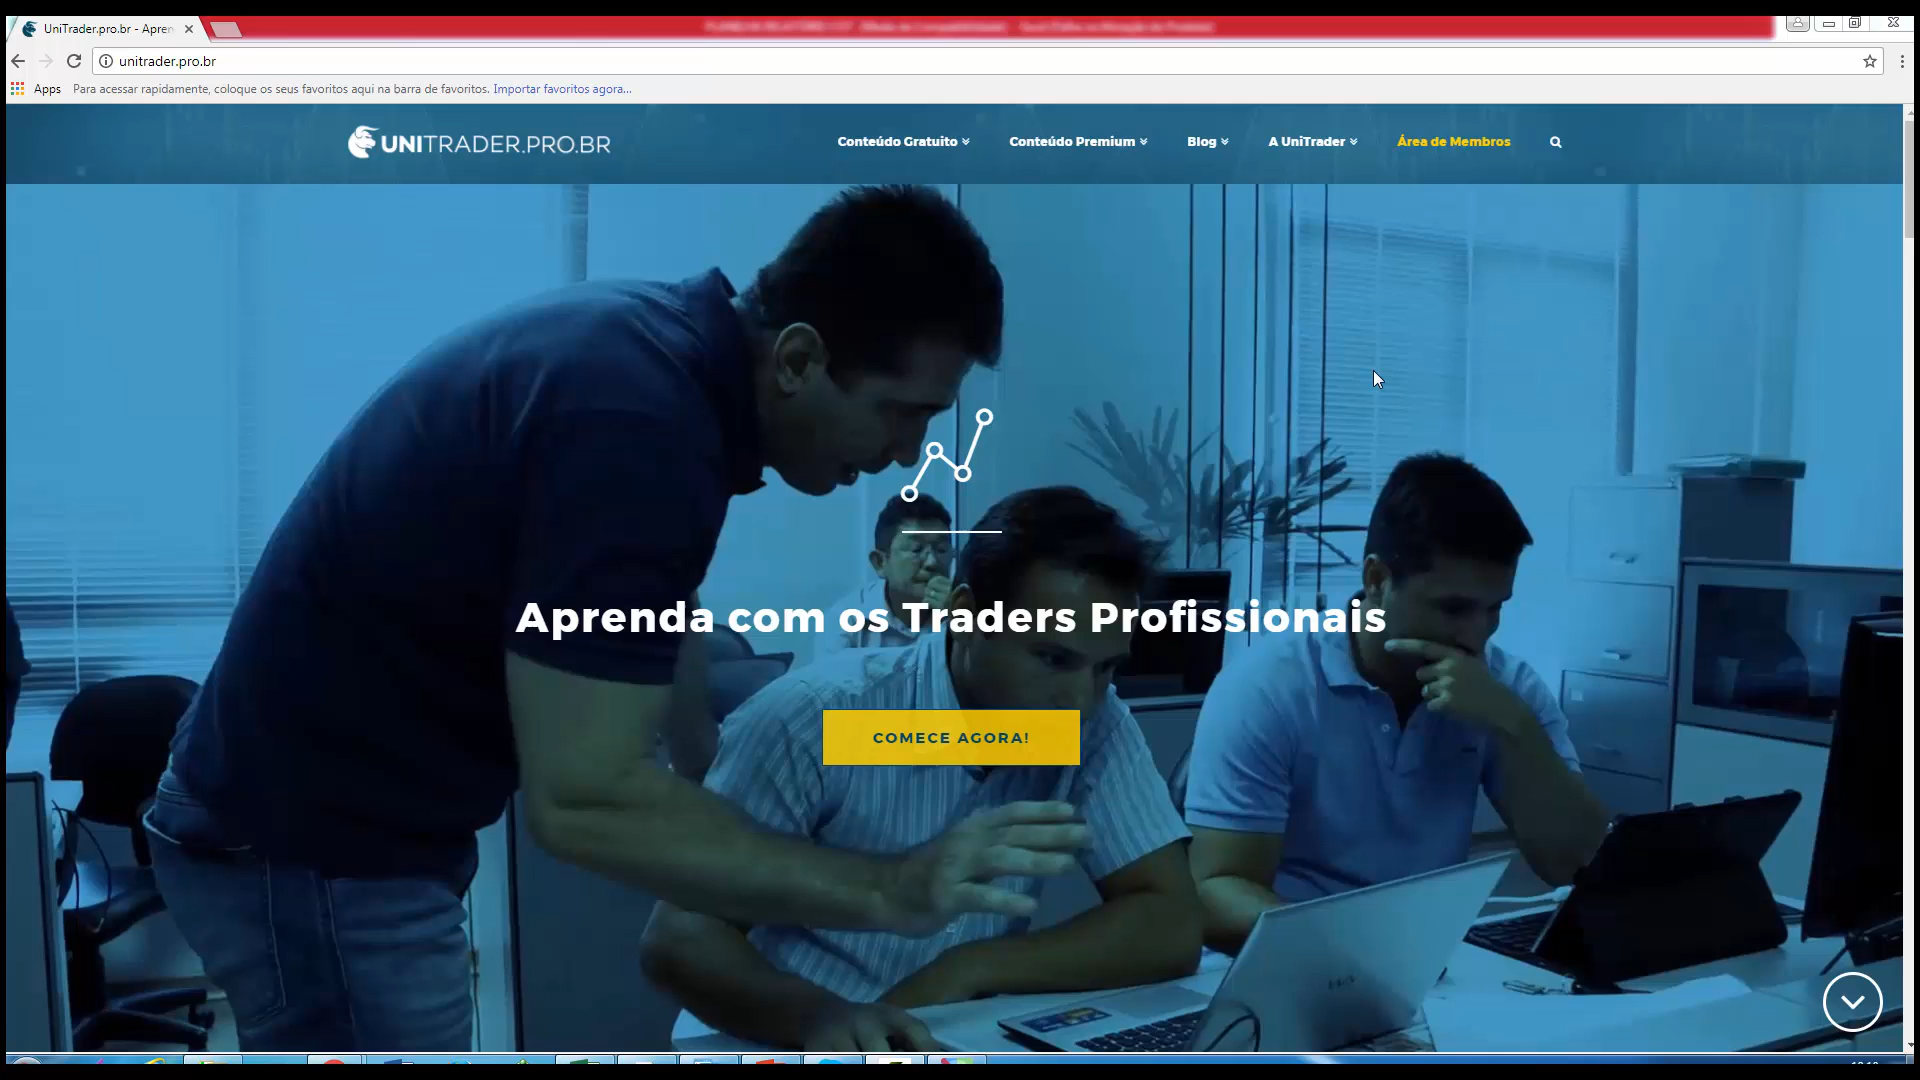 UniTrader.pro.br - Apren
unitrader.pro.br
Apps Para acessar rapidamente, coloque os seus favoritos aqui na barra de favoritos. Importar favoritos agora...
UNITRADER.PRO.BR
Conteúdo Gratuito Conteúdo Premium Blog A UniTrader Área de Membros
Aprenda com os Traders Profissionais
COMECE AGORA!